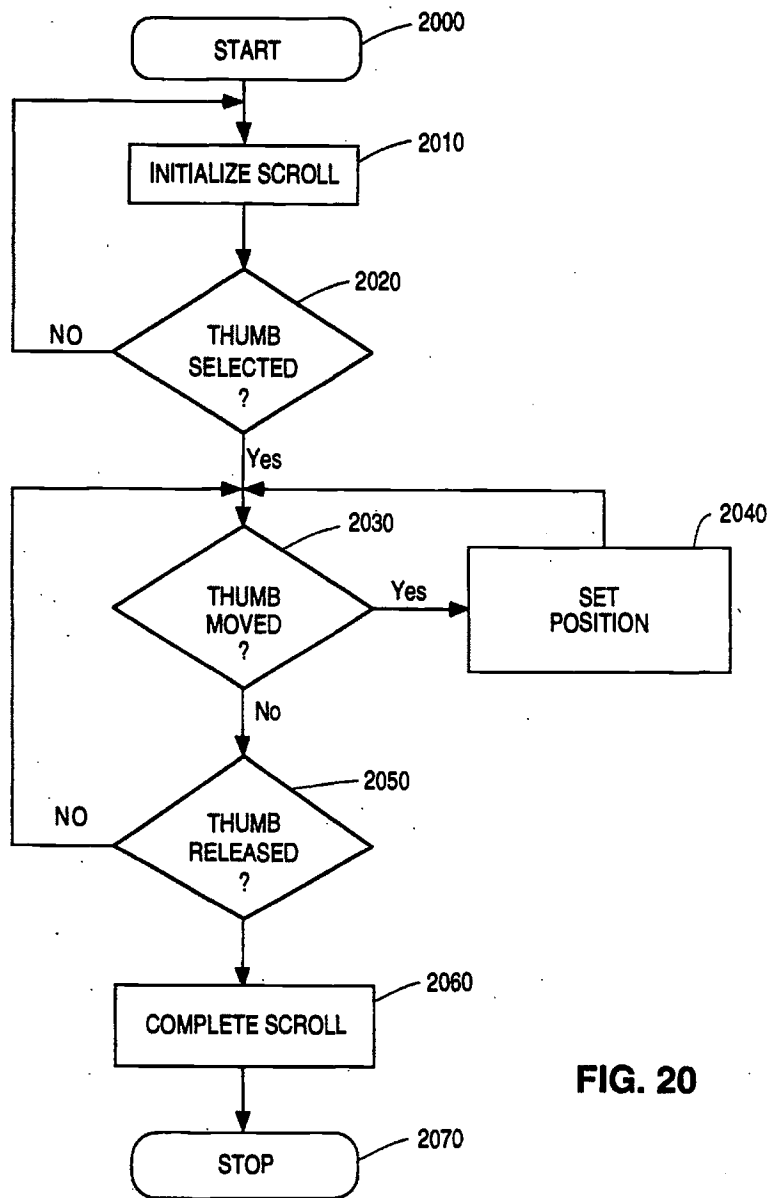 START
2000
INITIALIZE SCROLL
2010
THUMB
SELECTED
?
2020
NO
Yes
THUMB
MOVED
?
2030
Yes
SET
POSITION
2040
No
THUMB
RELEASED
?
2050
NO
COMPLETE SCROLL
2060
STOP
2070
FIG. 20